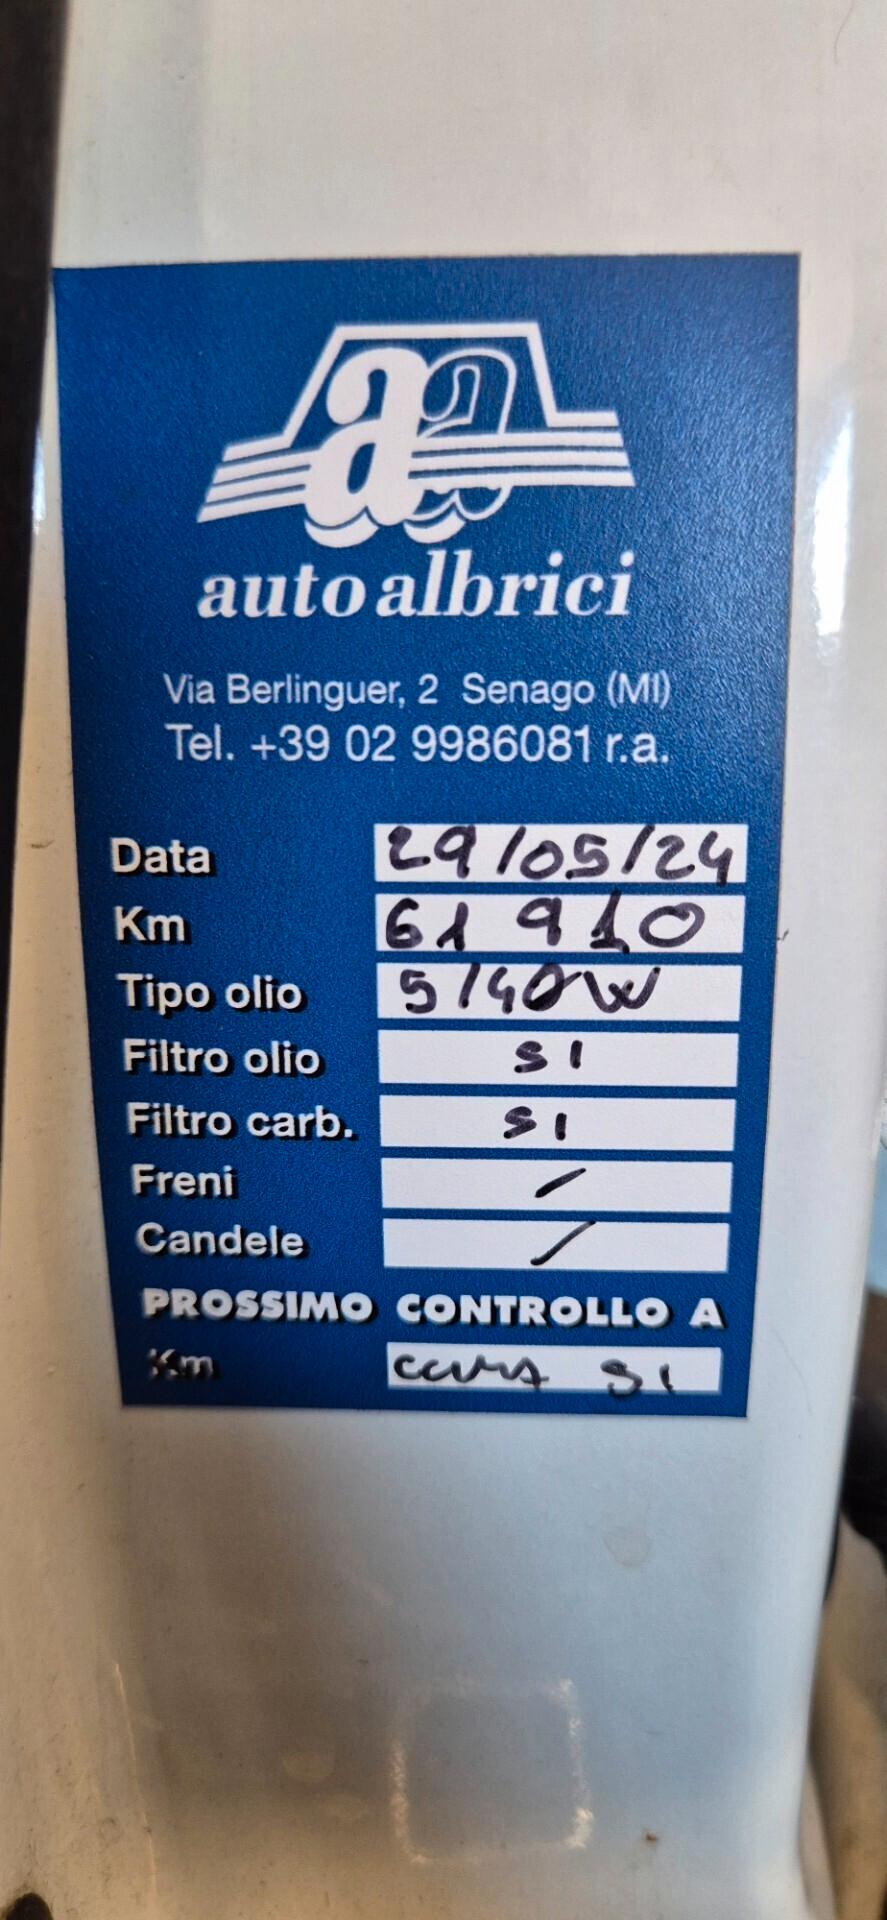 a
auto albrici
Via Berlinguer, 2 Senago (MI)
Tel. +39 02 9986081 r.a.
Data 29/05/24
Km 61 910
Tipo olio 5/40W
Filtro olio SI
Filtro carb. SI
Freni /
Candele /
PROSSIMO CONTROLLO A
Km SI